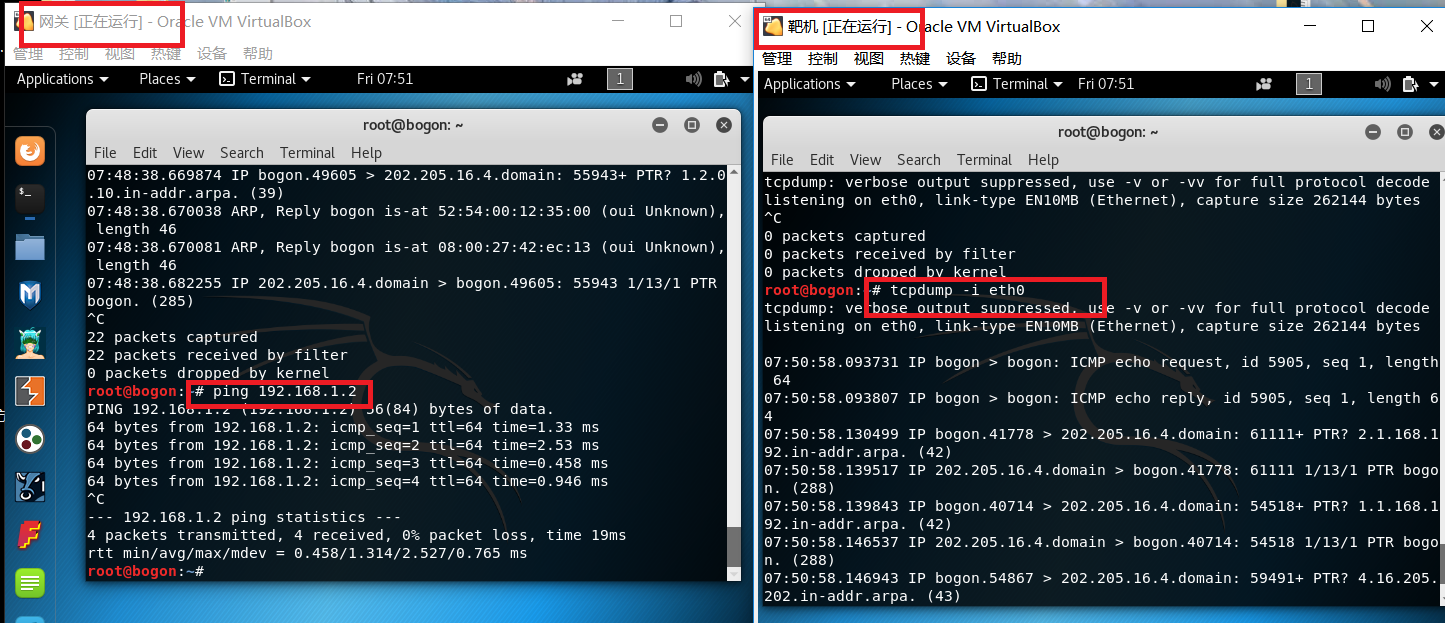 网关 [正在运行] - Oracle VM VirtualBox
管理 控制 视图 热键 设备 帮助
Applications Places Terminal Fri 07:51 1
root@bogon: ~
File Edit View Search Terminal Help
07:48:38.669874 IP bogon.49605 > 202.205.16.4.domain: 55943+ PTR? 1.2.0
.10.in-addr.arpa. (39)
07:48:38.670038 ARP, Reply bogon is-at 52:54:00:12:35:00 (oui Unknown),
length 46
07:48:38.670081 ARP, Reply bogon is-at 08:00:27:42:ec:13 (oui Unknown),
length 46
07:48:38.682255 IP 202.205.16.4.domain > bogon.49605: 55943 1/13/1 PTR
bogon. (285)
^C
22 packets captured
22 packets received by filter
0 packets dropped by kernel
root@bogon:~# ping 192.168.1.2
PING 192.168.1.2 (192.168.1.2) 56(84) bytes of data.
64 bytes from 192.168.1.2: icmp_seq=1 ttl=64 time=1.33 ms
64 bytes from 192.168.1.2: icmp_seq=2 ttl=64 time=2.53 ms
64 bytes from 192.168.1.2: icmp_seq=3 ttl=64 time=0.458 ms
64 bytes from 192.168.1.2: icmp_seq=4 ttl=64 time=0.946 ms
^C
--- 192.168.1.2 ping statistics ---
4 packets transmitted, 4 received, 0% packet loss, time 19ms
rtt min/avg/max/mdev = 0.458/1.314/2.527/0.765 ms
root@bogon:~#
靶机 [正在运行] - Oracle VM VirtualBox
管理 控制 视图 热键 设备 帮助
Applications Places Terminal Fri 07:51 1
root@bogon: ~
File Edit View Search Terminal Help
tcpdump: verbose output suppressed, use -v or -vv for full protocol decode
listening on eth0, link-type EN10MB (Ethernet), capture size 262144 bytes
^C
0 packets captured
0 packets received by filter
0 packets dropped by kernel
root@bogon:~# tcpdump -i eth0
tcpdump: verbose output suppressed, use -v or -vv for full protocol decode
listening on eth0, link-type EN10MB (Ethernet), capture size 262144 bytes
07:50:58.093731 IP bogon > bogon: ICMP echo request, id 5905, seq 1, length
64
07:50:58.093807 IP bogon > bogon: ICMP echo reply, id 5905, seq 1, length 6
4
07:50:58.130499 IP bogon.41778 > 202.205.16.4.domain: 61111+ PTR? 2.1.168.1
92.in-addr.arpa. (42)
07:50:58.139517 IP 202.205.16.4.domain > bogon.41778: 61111 1/13/1 PTR bogo
n. (288)
07:50:58.139843 IP bogon.40714 > 202.205.16.4.domain: 54518+ PTR? 1.1.168.1
92.in-addr.arpa. (42)
07:50:58.146537 IP 202.205.16.4.domain > bogon.40714: 54518 1/13/1 PTR bogo
n. (288)
07:50:58.146943 IP bogon.54867 > 202.205.16.4.domain: 59491+ PTR? 4.16.205.
202.in-addr.arpa. (43)